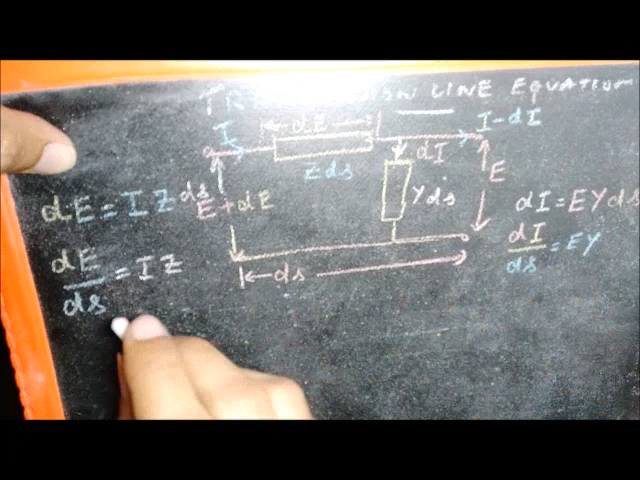 LINE EQUATION
I
dE
I-dI
Zds
dI
E
Yds
E+dE
ds
dE=IZds
dE/ds=IZ
dI=EYds
dI/ds=EY